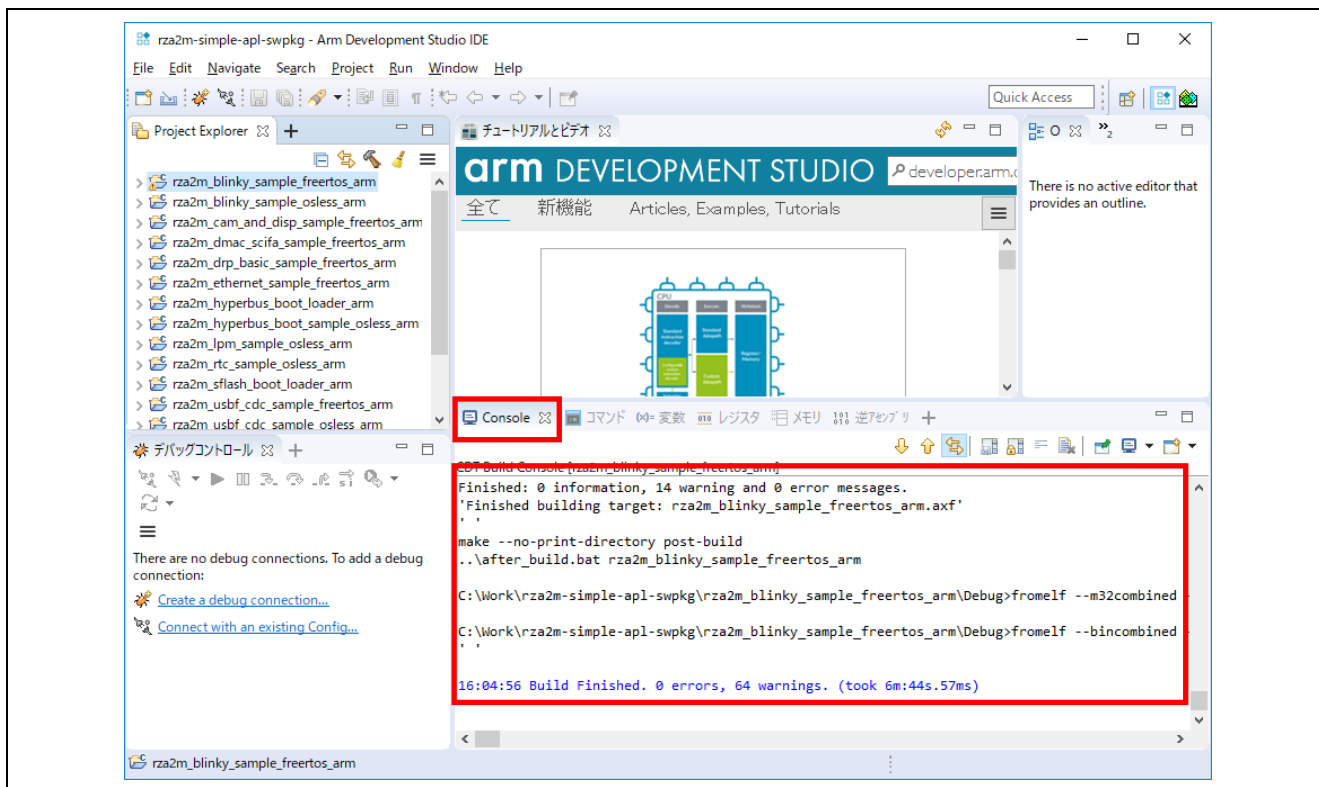 rza2m-simple-apl-swpkg - Arm Development Studio IDE
File Edit Navigate Search Project Run Window Help
Quick Access
Project Explorer
rza2m_blinky_sample_freertos_arm
rza2m_blinky_sample_osless_arm
rza2m_cam_and_disp_sample_freertos_arm
rza2m_dmac_scifa_sample_freertos_arm
rza2m_drp_basic_sample_freertos_arm
rza2m_ethernet_sample_freertos_arm
rza2m_hyperbus_boot_loader_arm
rza2m_hyperbus_boot_sample_osless_arm
rza2m_lpm_sample_osless_arm
rza2m_rtc_sample_osless_arm
rza2m_sflash_boot_loader_arm
rza2m_usbf_cdc_sample_freertos_arm
rza2m_usbf_cdc_sample_osless_arm
チュートリアルとビデオ
arm DEVELOPMENT STUDIO
developer.arm.c
全て 新機能 Articles, Examples, Tutorials
CPU
O
2
There is no active editor that
provides an outline.
デバッグコントロール
There are no debug connections. To add a debug
connection:
Create a debug connection...
Connect with an existing Config...
Console コマンド (x)= 変数 レジスタ メモリ 逆アセンブリ
CDT Build Console [rza2m_blinky_sample_freertos_arm]
Finished: 0 information, 14 warning and 0 error messages.
'Finished building target: rza2m_blinky_sample_freertos_arm.axf'
' '
make --no-print-directory post-build
..\after_build.bat rza2m_blinky_sample_freertos_arm
C:\Work\rza2m-simple-apl-swpkg\rza2m_blinky_sample_freertos_arm\Debug>fromelf --m32combined -
C:\Work\rza2m-simple-apl-swpkg\rza2m_blinky_sample_freertos_arm\Debug>fromelf --bincombined -
' '
16:04:56 Build Finished. 0 errors, 64 warnings. (took 6m:44s.57ms)
rza2m_blinky_sample_freertos_arm